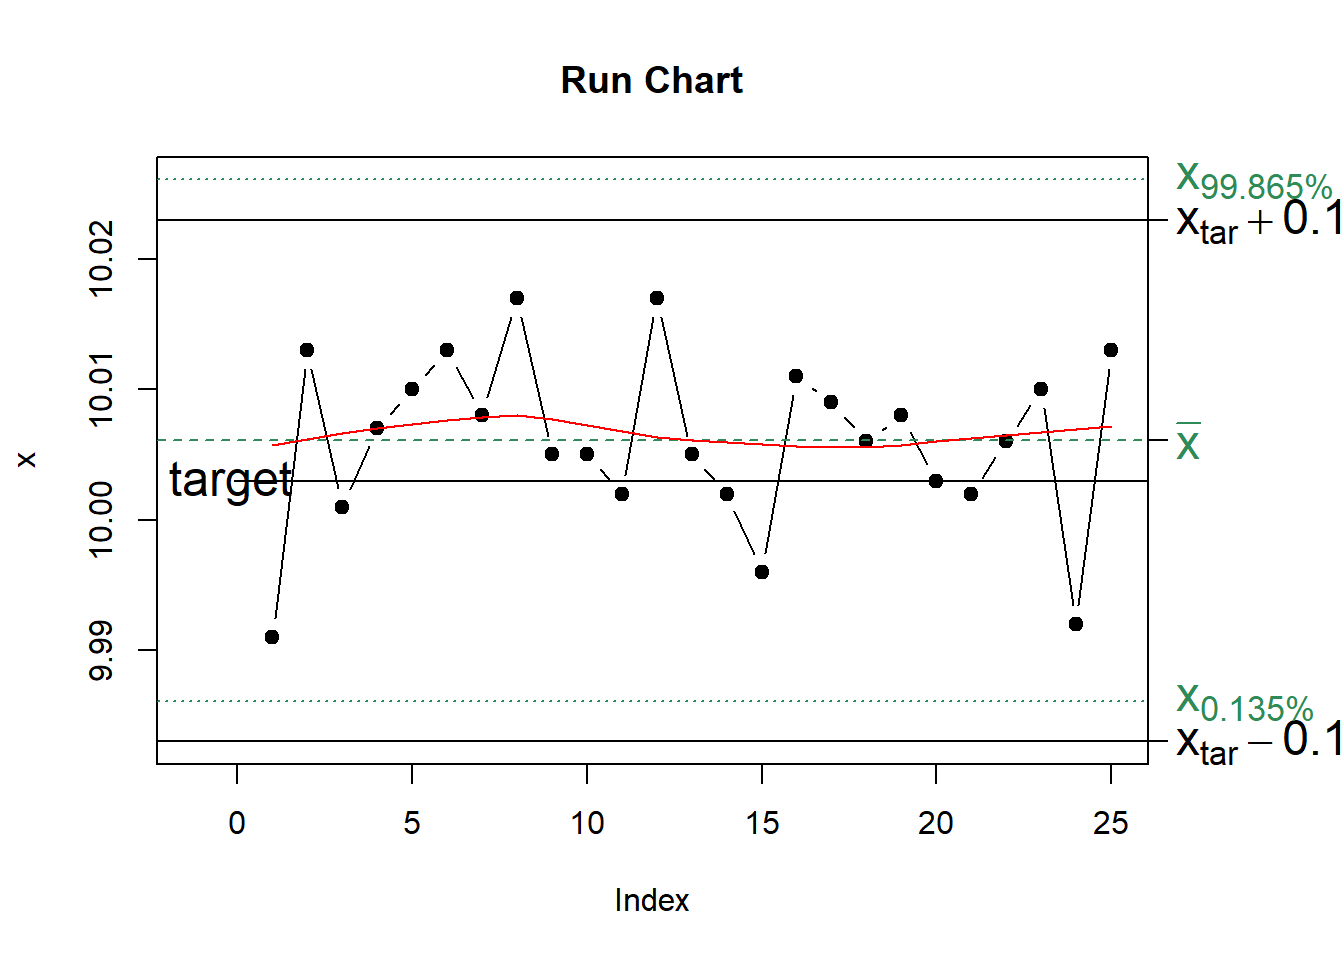 Run Chart
x99.865%
xtar + 0.1
10.02
10.01
10.00
9.99
x
target
x̅
x0.135%
xtar − 0.1
0 5 10 15 20 25
Index